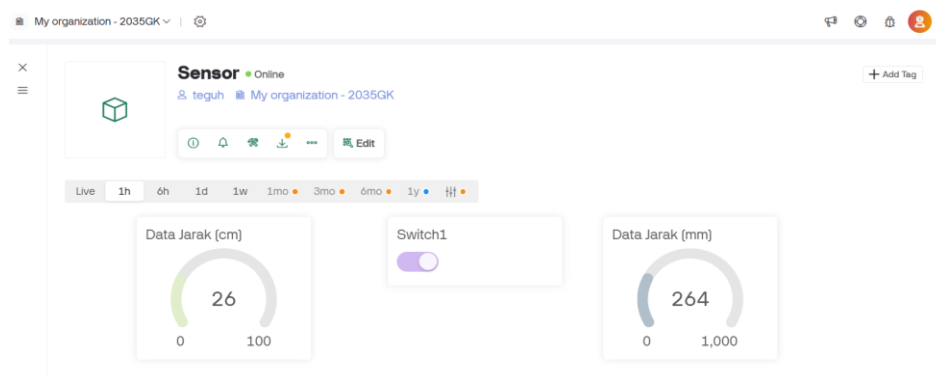 My organization - 2035GK
Sensor Online
teguh My organization - 2035GK
Add Tag
Edit
Live 1h 6h 1d 1w 1mo 3mo 6mo 1y
Data Jarak (cm)
26
0 100
Switch1
Data Jarak (mm)
264
0 1,000